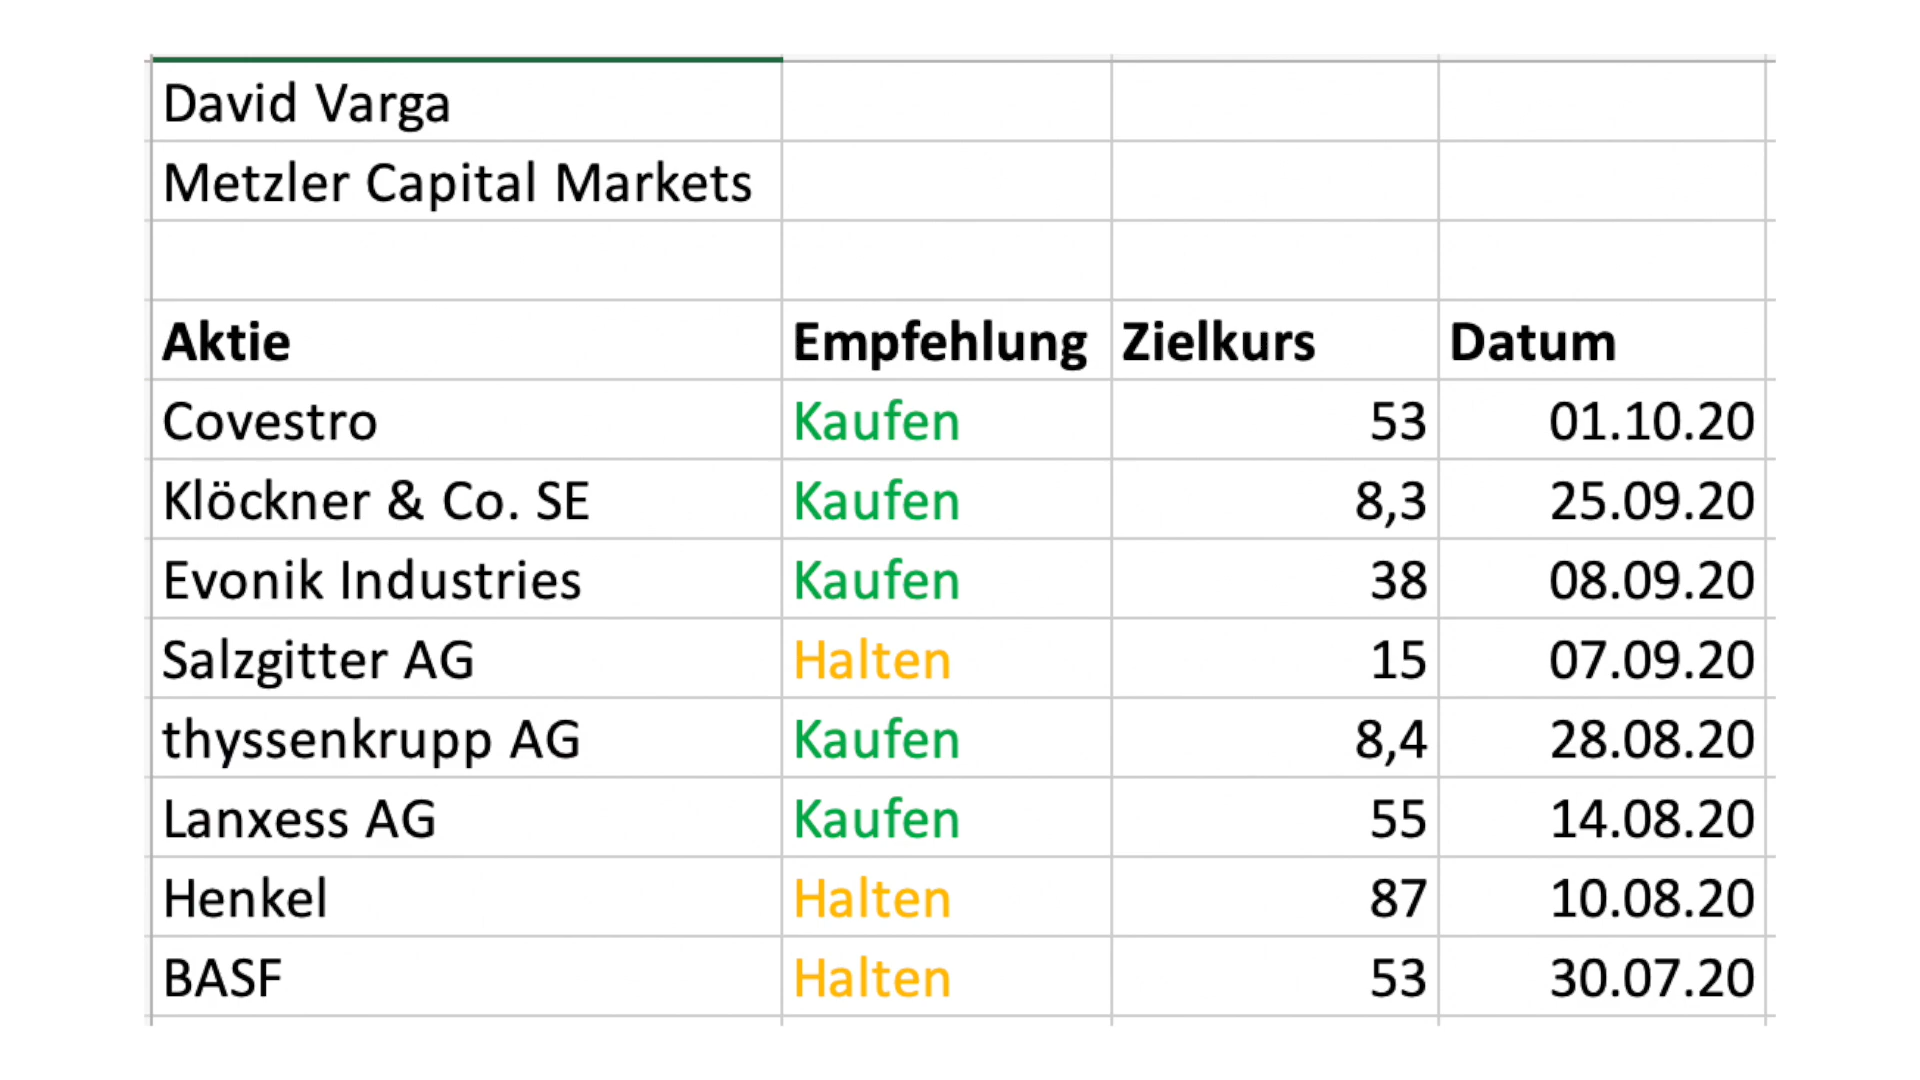 David Varga
Metzler Capital Markets
Aktie Empfehlung Zielkurs Datum
Covestro Kaufen 53 01.10.20
Klöckner & Co. SE Kaufen 8,3 25.09.20
Evonik Industries Kaufen 38 08.09.20
Salzgitter AG Halten 15 07.09.20
thyssenkrupp AG Kaufen 8,4 28.08.20
Lanxess AG Kaufen 55 14.08.20
Henkel Halten 87 10.08.20
BASF Halten 53 30.07.20